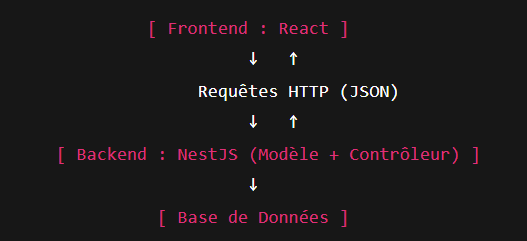 [ Frontend : React ]
↓ ↑
Requêtes HTTP (JSON)
↓ ↑
[ Backend : NestJS (Modèle + Contrôleur) ]
↓
[ Base de Données ]